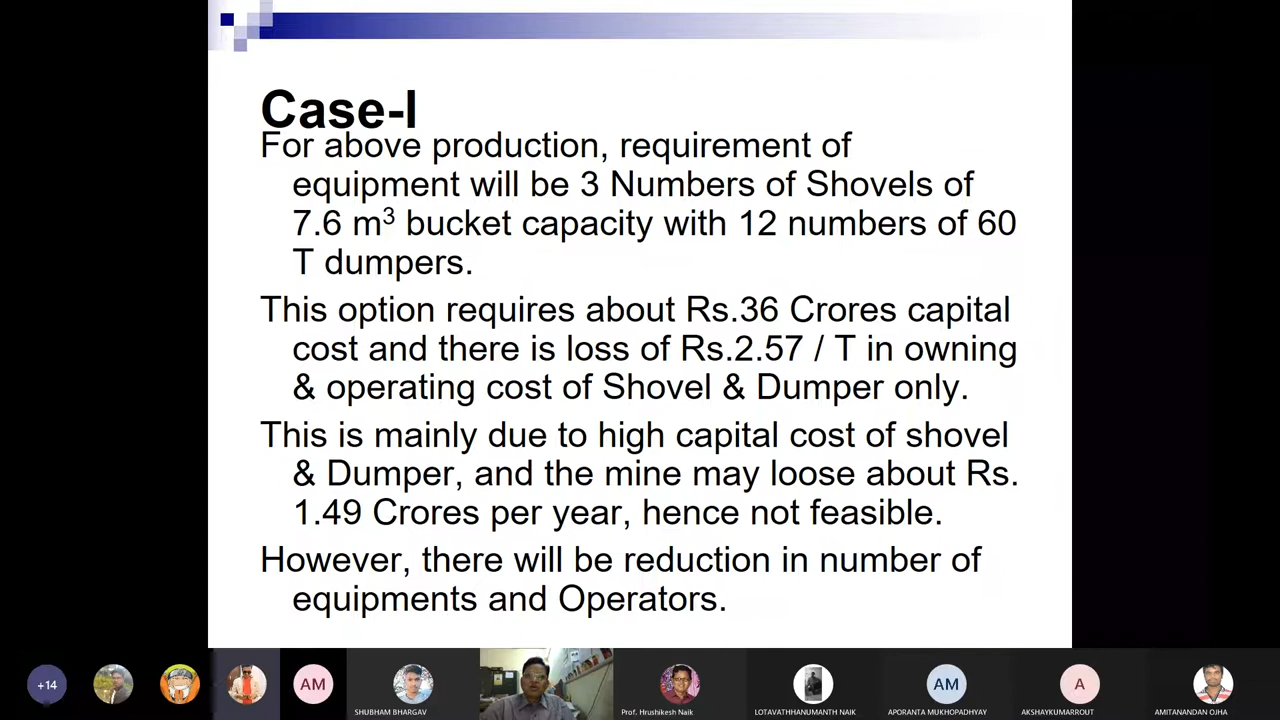 Case-I
For above production, requirement of
equipment will be 3 Numbers of Shovels of
7.6 m³ bucket capacity with 12 numbers of 60
T dumpers.
This option requires about Rs.36 Crores capital
cost and there is loss of Rs.2.57 / T in owning
& operating cost of Shovel & Dumper only.
This is mainly due to high capital cost of shovel
& Dumper, and the mine may loose about Rs.
1.49 Crores per year, hence not feasible.
However, there will be reduction in number of
equipments and Operators.
+14
AM
AM
A
SHUBHAM BHARGAV
Prof. Hrushikesh Naik
LOTAVATHHANUMANTH NAIK
APORANTA MUKHOPADHYAY
AKSHAYKUMARROUT
AMITANANDAN OJHA